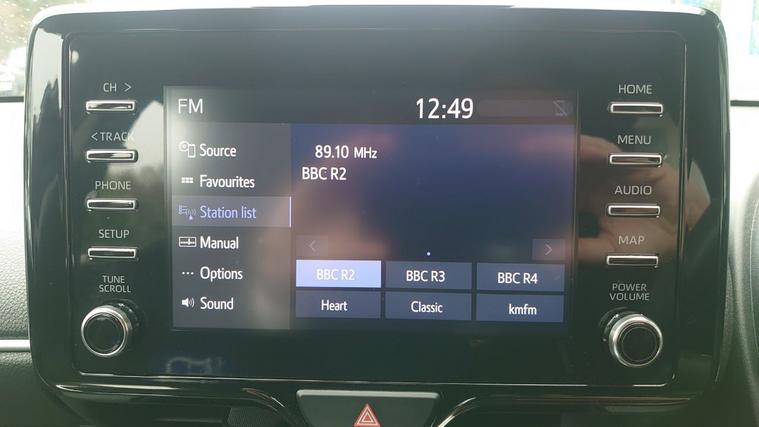 CH >
< TRACK
PHONE
SETUP
TUNE
SCROLL
FM
12:49
Source
Favourites
Station list
Manual
Options
Sound
89.10 MHz
BBC R2
< >
BBC R2 BBC R3 BBC R4
Heart Classic kmfm
HOME
MENU
AUDIO
MAP
POWER
VOLUME